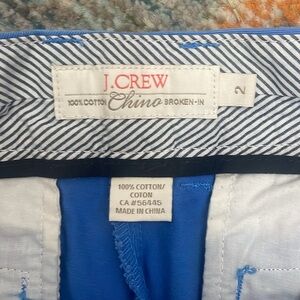 J.CREW
100% COTTON Chino BROKEN-IN
2
100% COTTON/
COTON
CA #56445
MADE IN CHINA